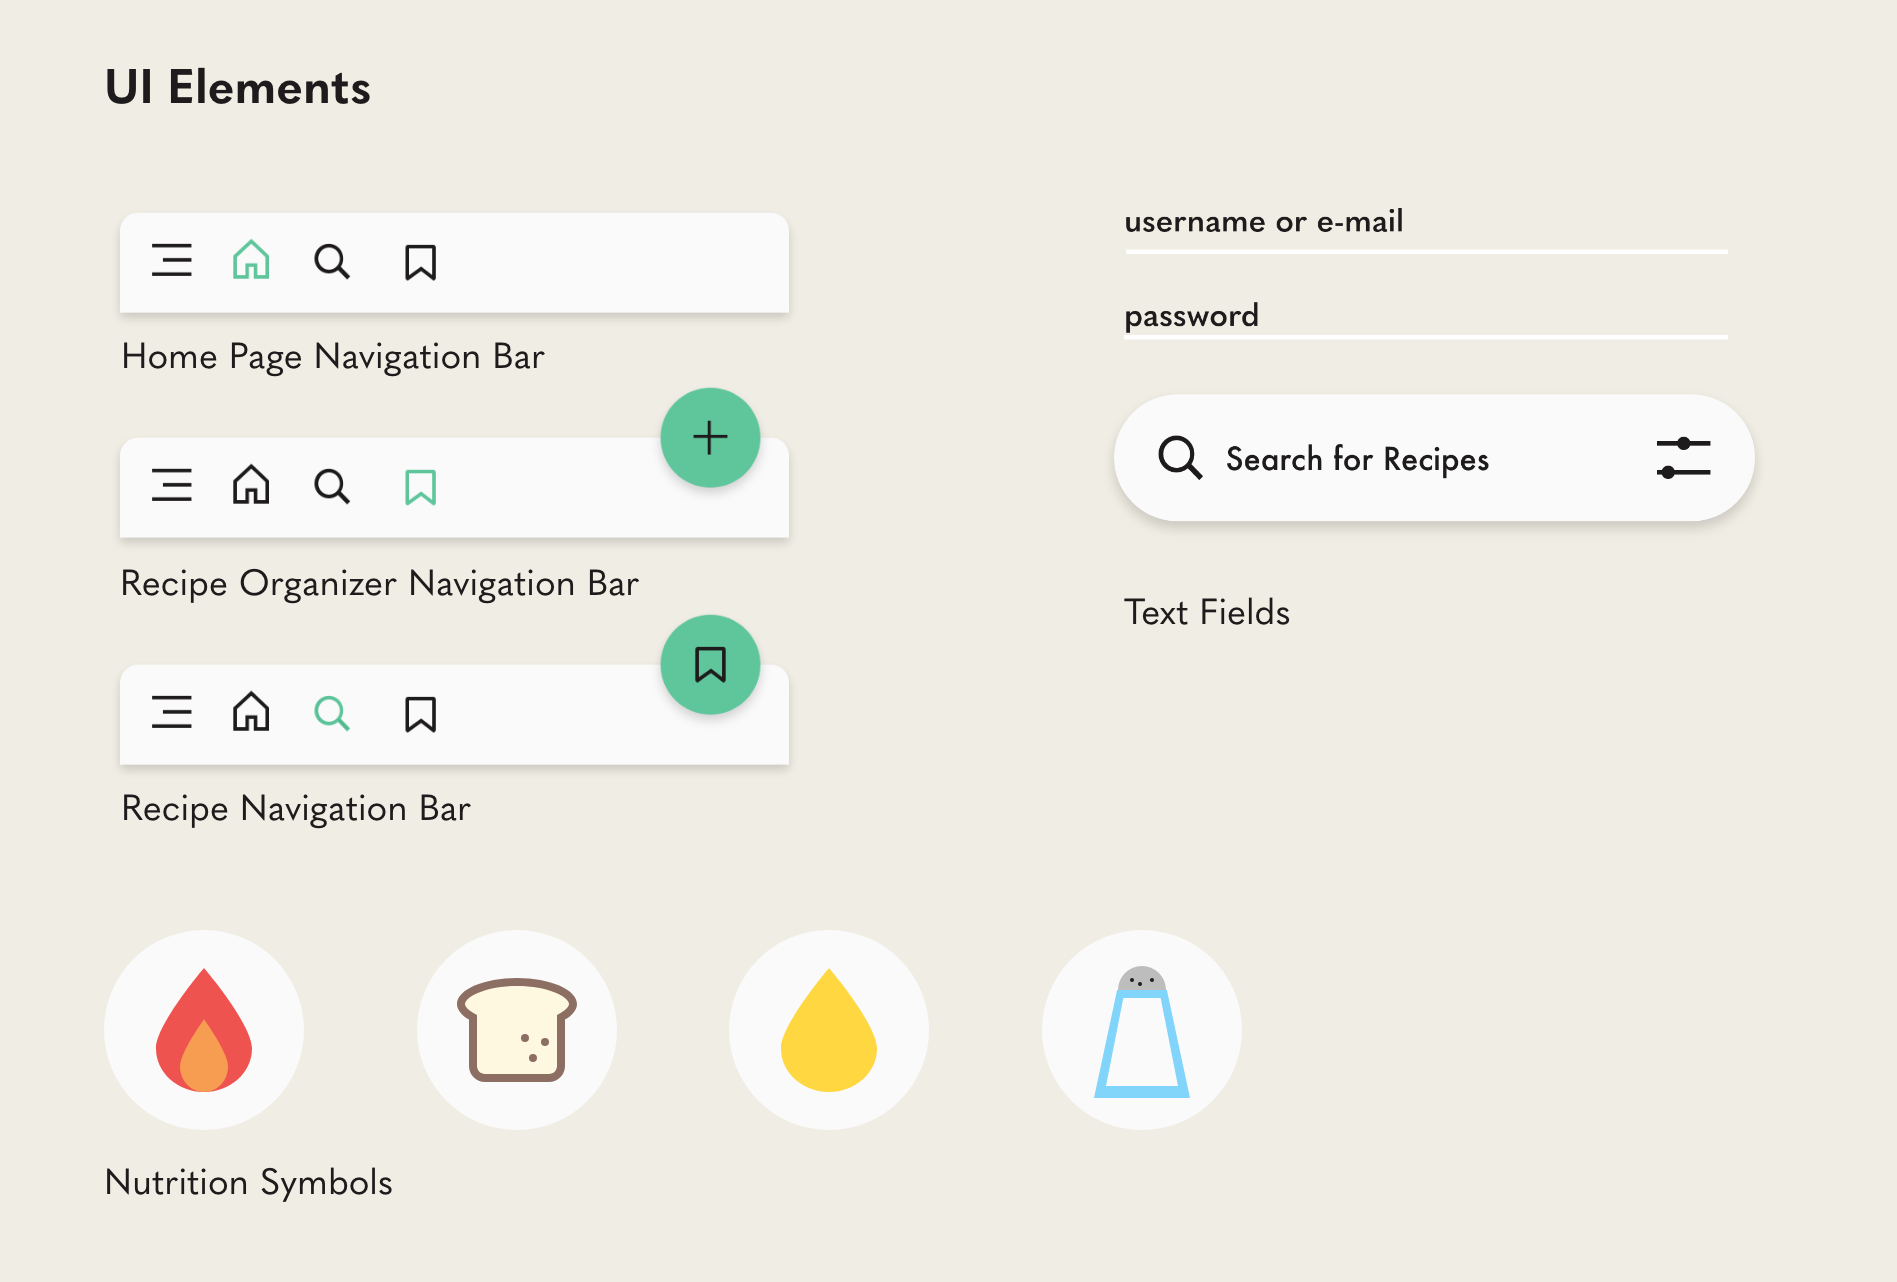 UI Elements
Home Page Navigation Bar
Recipe Organizer Navigation Bar
Recipe Navigation Bar
username or e-mail
password
Search for Recipes
Text Fields
Nutrition Symbols